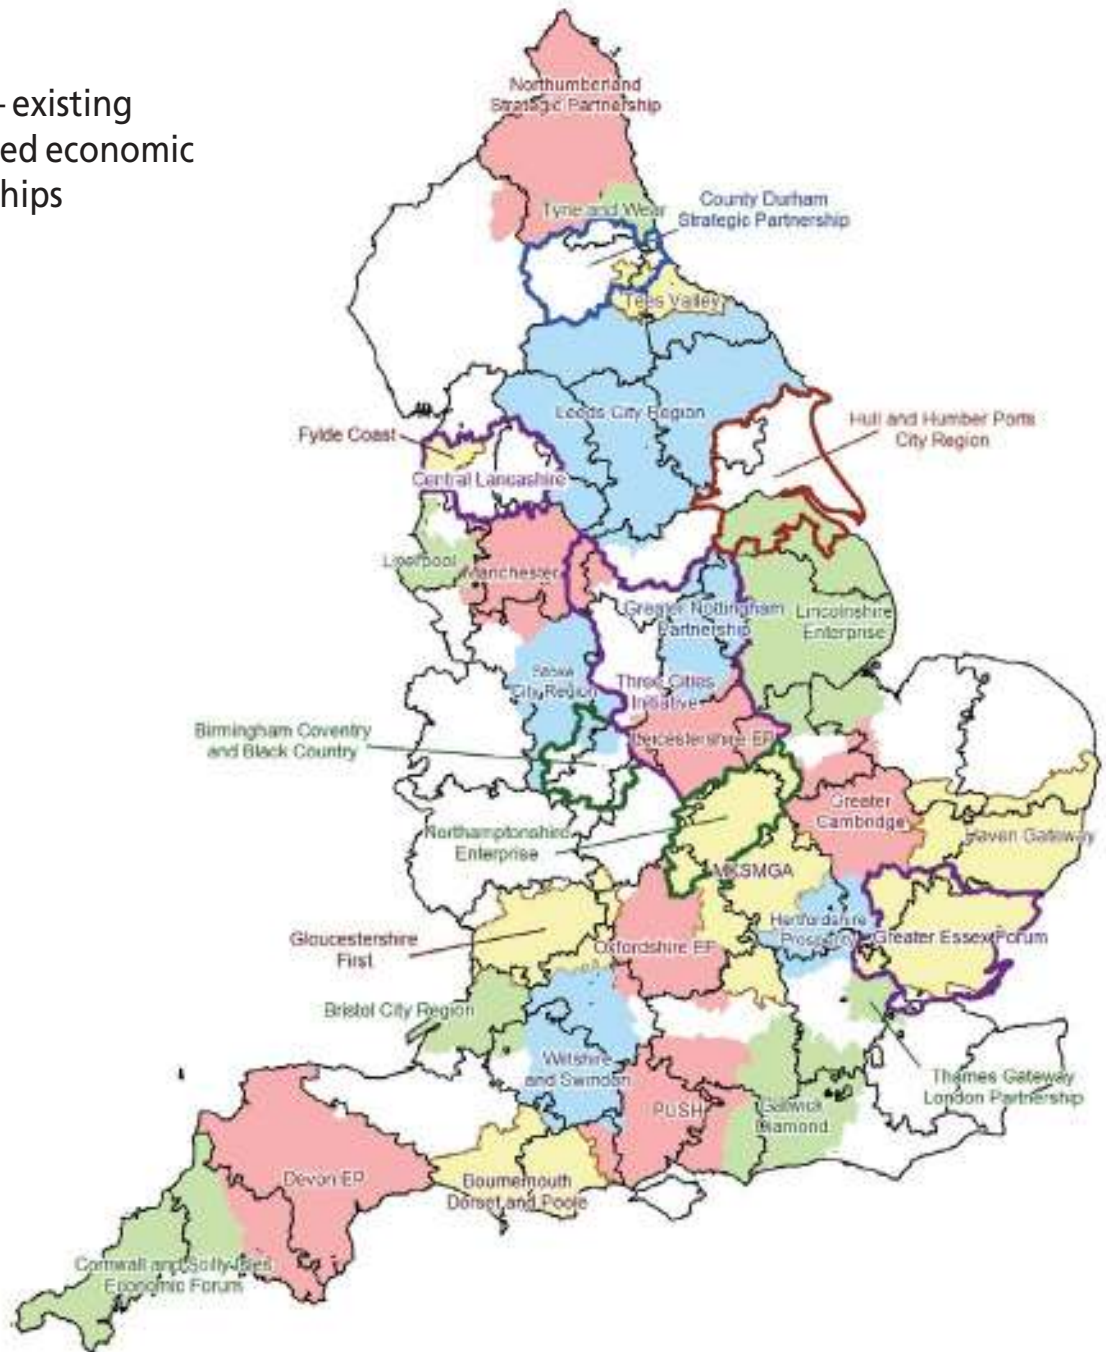 - existing
ed economic
hips
Northumberland
Strategic Partnership
Tyne and Wear
County Durham
Strategic Partnership
Tees Valley
Leeds City Region
Fylde Coast
Hull and Humber Ports
City Region
Central Lancashire
Liverpool
Manchester
Greater Nottingham
Partnership
Lincolnshire
Enterprise
Stoke
City Region
Three Cities
Initiative
Birmingham Coventry
and Black Country
Leicestershire EP
Greater
Cambridge
Northamptonshire
Enterprise
Haven Gateway
MKSMGA
Hertfordshire
Prosperity
Gloucestershire
First
Oxfordshire EP
Greater Essex Forum
Bristol City Region
Wiltshire
and Swindon
Thames Gateway
London Partnership
PUSH
Gatwick
Diamond
Devon EP
Bournemouth
Dorset and Poole
Cornwall and Scilly Isles
Economic Forum